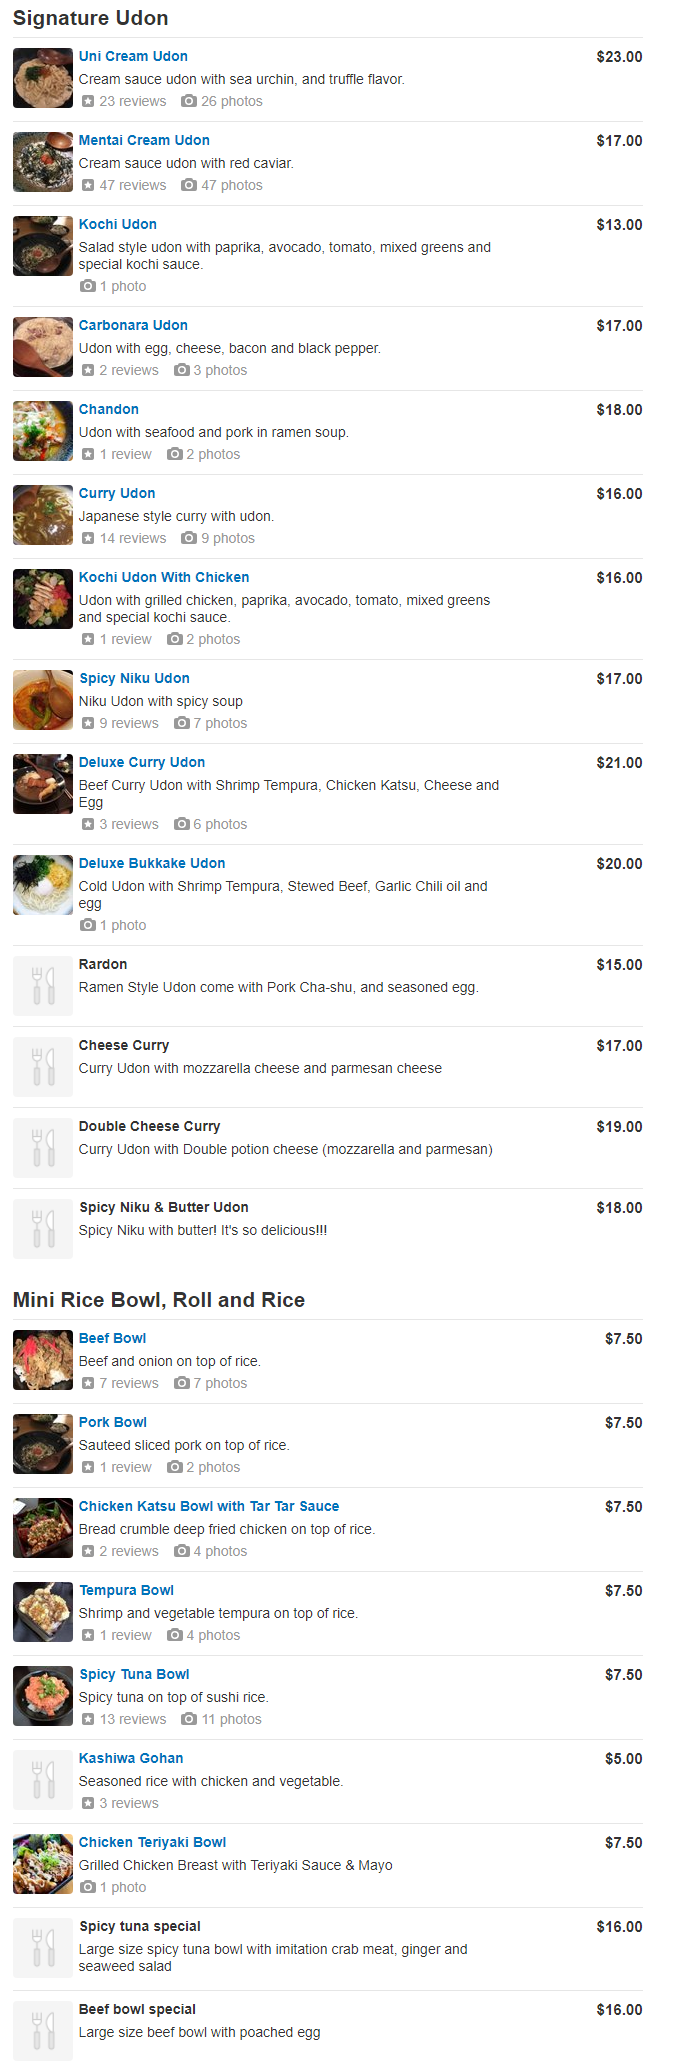 Signature Udon
Uni Cream Udon $23.00
Cream sauce udon with sea urchin, and truffle flavor.
23 reviews 26 photos
Mentai Cream Udon $17.00
Cream sauce udon with red caviar.
47 reviews 47 photos
Kochi Udon $13.00
Salad style udon with paprika, avocado, tomato, mixed greens and
special kochi sauce.
1 photo
Carbonara Udon $17.00
Udon with egg, cheese, bacon and black pepper.
2 reviews 3 photos
Chandon $18.00
Udon with seafood and pork in ramen soup.
1 review 2 photos
Curry Udon $16.00
Japanese style curry with udon.
14 reviews 9 photos
Kochi Udon With Chicken $16.00
Udon with grilled chicken, paprika, avocado, tomato, mixed greens
and special kochi sauce.
1 review 2 photos
Spicy Niku Udon $17.00
Niku Udon with spicy soup
9 reviews 7 photos
Deluxe Curry Udon $21.00
Beef Curry Udon with Shrimp Tempura, Chicken Katsu, Cheese and
Egg
3 reviews 6 photos
Deluxe Bukkake Udon $20.00
Cold Udon with Shrimp Tempura, Stewed Beef, Garlic Chili oil and
egg
1 photo
Rardon $15.00
Ramen Style Udon come with Pork Cha-shu, and seasoned egg.
Cheese Curry $17.00
Curry Udon with mozzarella cheese and parmesan cheese
Double Cheese Curry $19.00
Curry Udon with Double potion cheese (mozzarella and parmesan)
Spicy Niku & Butter Udon $18.00
Spicy Niku with butter! It's so delicious!!!
Mini Rice Bowl, Roll and Rice
Beef Bowl $7.50
Beef and onion on top of rice.
7 reviews 7 photos
Pork Bowl $7.50
Sauteed sliced pork on top of rice.
1 review 2 photos
Chicken Katsu Bowl with Tar Tar Sauce $7.50
Bread crumble deep fried chicken on top of rice.
2 reviews 4 photos
Tempura Bowl $7.50
Shrimp and vegetable tempura on top of rice.
1 review 4 photos
Spicy Tuna Bowl $7.50
Spicy tuna on top of sushi rice.
13 reviews 11 photos
Kashiwa Gohan $5.00
Seasoned rice with chicken and vegetable.
3 reviews
Chicken Teriyaki Bowl $7.50
Grilled Chicken Breast with Teriyaki Sauce & Mayo
1 photo
Spicy tuna special $16.00
Large size spicy tuna bowl with imitation crab meat, ginger and
seaweed salad
Beef bowl special $16.00
Large size beef bowl with poached egg